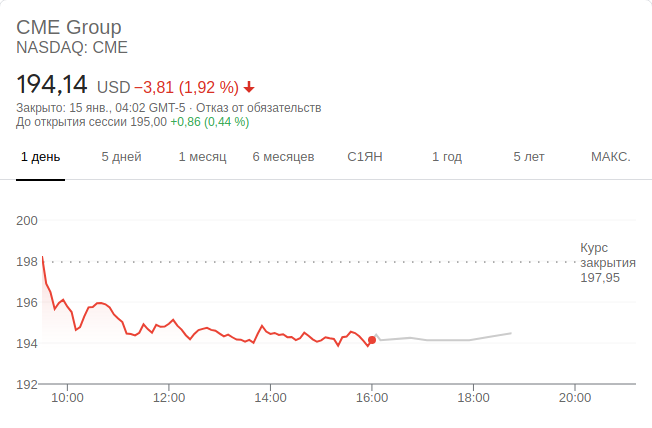 CME Group
NASDAQ: CME
194,14 USD −3,81 (1,92 %)
Закрыто: 15 янв., 04:02 GMT-5 · Отказ от обязательств
До открытия сессии 195,00 +0,86 (0,44 %)
1 день 5 дней 1 месяц 6 месяцев С1ЯН 1 год 5 лет МАКС.
200
198
196
194
192
Курс
закрытия
197,95
10:00 12:00 14:00 16:00 18:00 20:00